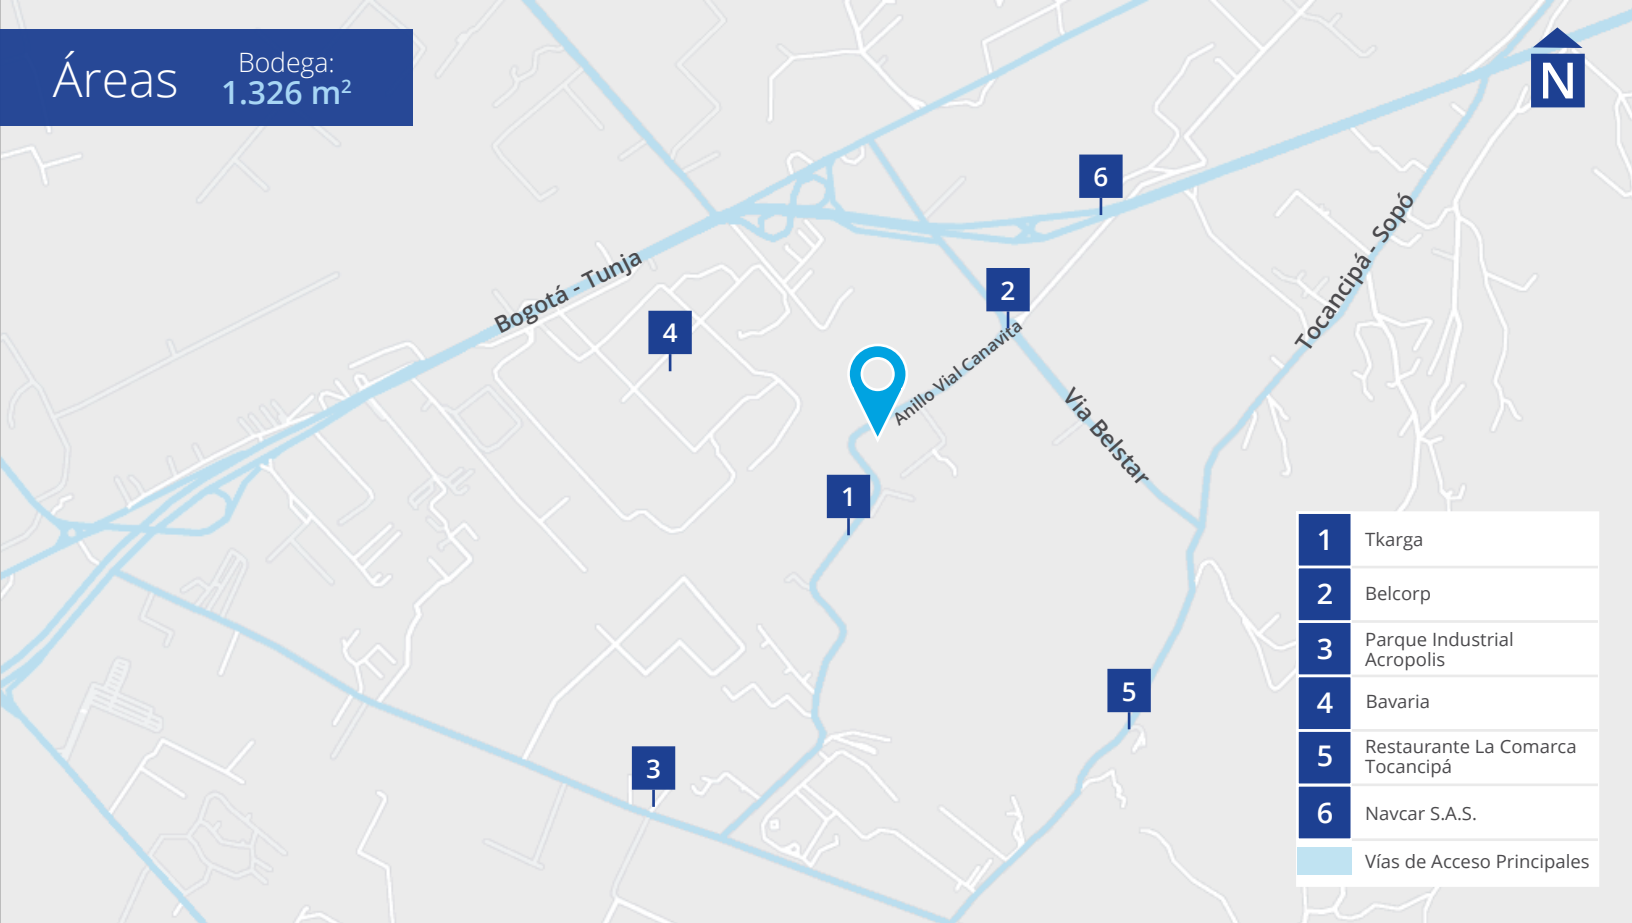 Áreas
Bodega:
1.326 m²
N
6
Tocancipá - Sopó
Bogotá - Tunja
2
4
Anillo Vial Canavita
Via Belstar
1
5
3
1 Tkarga
2 Belcorp
3 Parque Industrial
Acropolis
4 Bavaria
5 Restaurante La Comarca
Tocancipá
6 Navcar S.A.S.
Vías de Acceso Principales